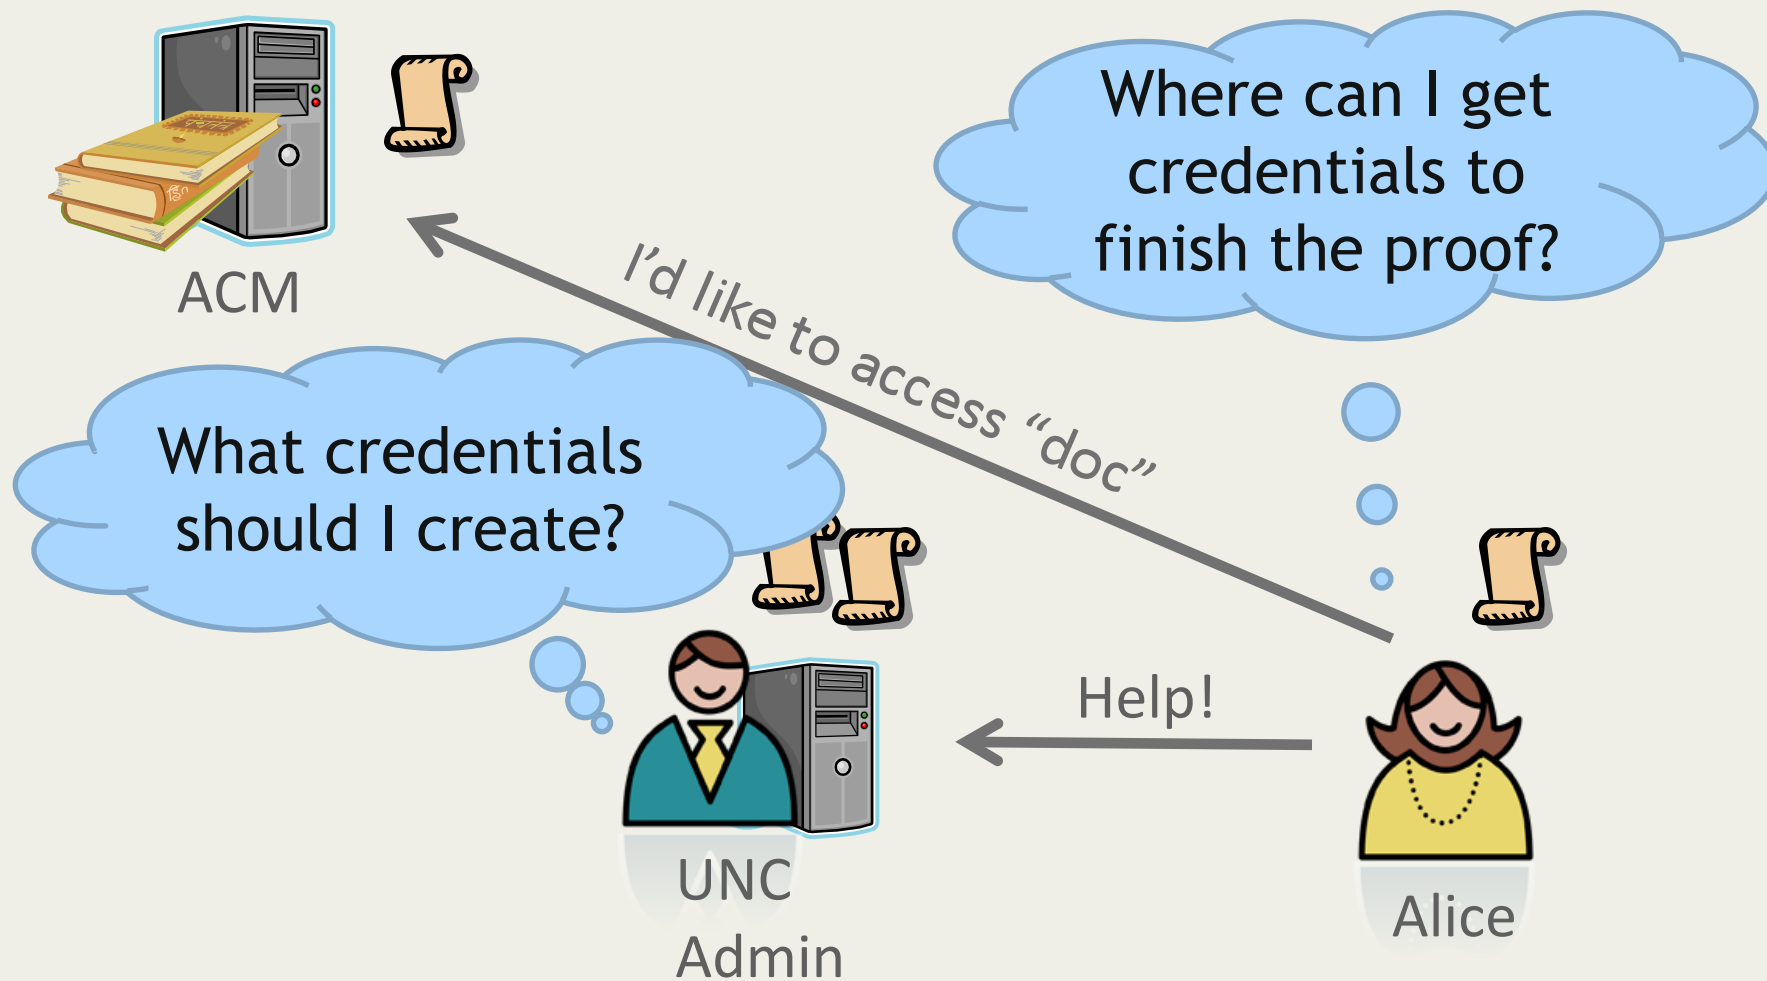 Where can I get
credentials to
finish the proof?
ACM
I’d like to access “doc”
What credentials
should I create?
Help!
UNC
Admin
Alice